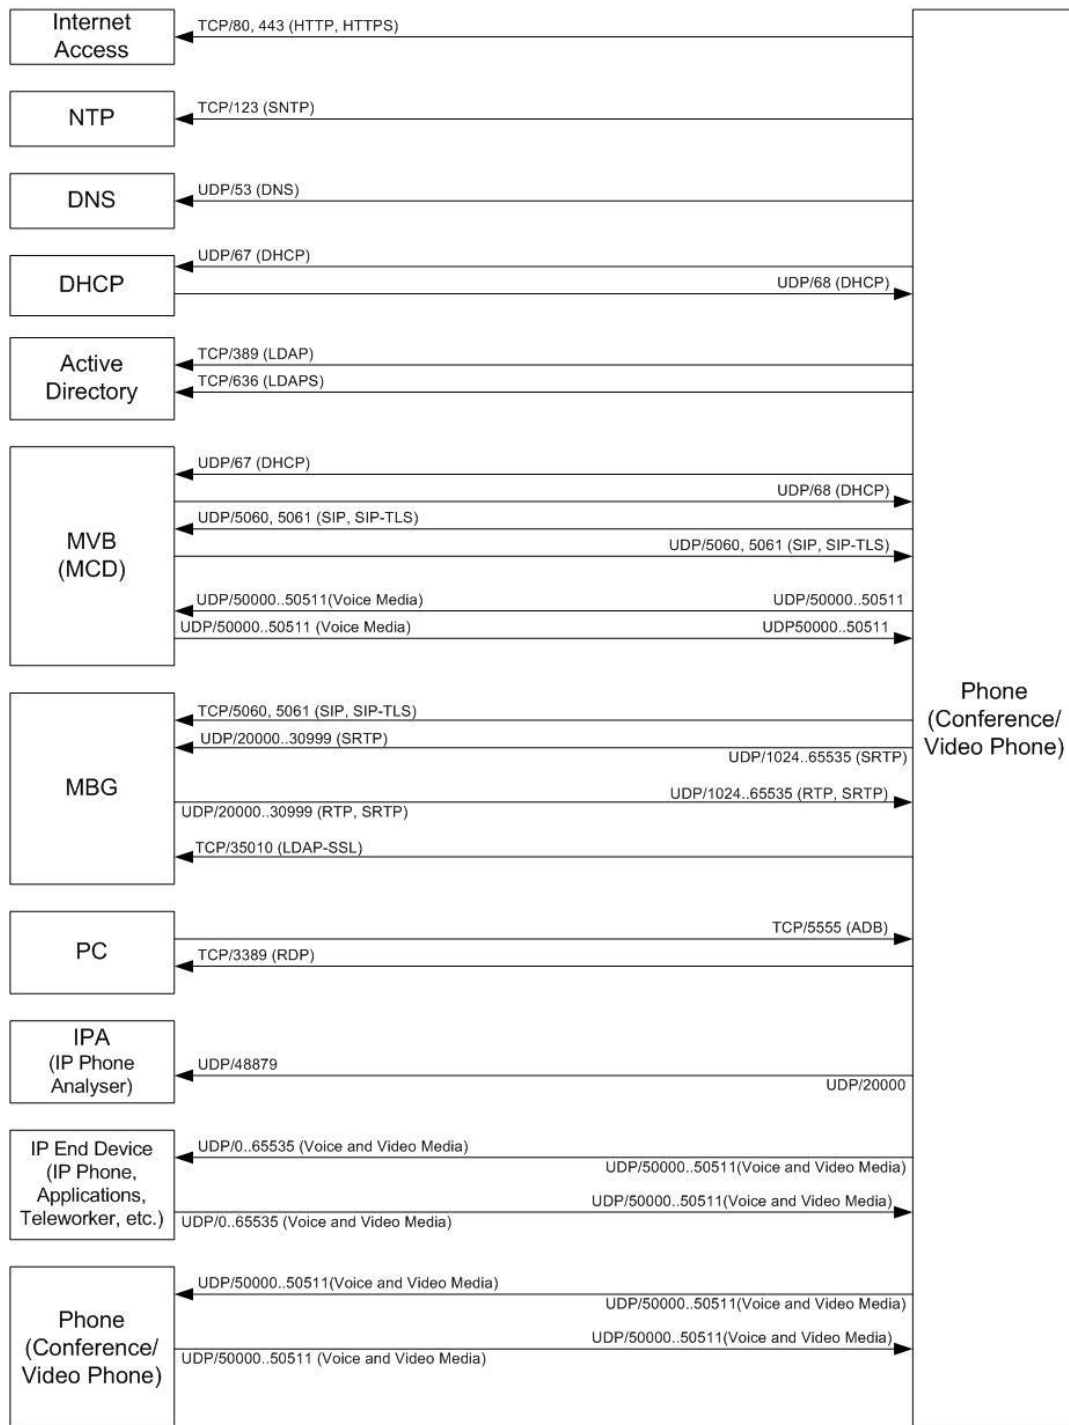 Internet
Access
TCP/80, 443 (HTTP, HTTPS)
NTP
TCP/123 (SNTP)
DNS
UDP/53 (DNS)
DHCP
UDP/67 (DHCP)
UDP/68 (DHCP)
Active
Directory
TCP/389 (LDAP)
TCP/636 (LDAPS)
MVB
(MCD)
UDP/67 (DHCP)
UDP/68 (DHCP)
UDP/5060, 5061 (SIP, SIP-TLS)
UDP/5060, 5061 (SIP, SIP-TLS)
UDP/50000..50511(Voice Media)
UDP/50000..50511
UDP/50000..50511 (Voice Media)
UDP50000..50511
Phone
(Conference/
Video Phone)
MBG
TCP/5060, 5061 (SIP, SIP-TLS)
UDP/20000..30999 (SRTP)
UDP/1024..65535 (SRTP)
UDP/1024..65535 (RTP, SRTP)
UDP/20000..30999 (RTP, SRTP)
TCP/35010 (LDAP-SSL)
PC
TCP/5555 (ADB)
TCP/3389 (RDP)
IPA
(IP Phone
Analyser)
UDP/48879
UDP/20000
IP End Device
(IP Phone,
Applications,
Teleworker, etc.)
UDP/0..65535 (Voice and Video Media)
UDP/50000..50511(Voice and Video Media)
UDP/50000..50511(Voice and Video Media)
UDP/0..65535 (Voice and Video Media)
Phone
(Conference/
Video Phone)
UDP/50000..50511(Voice and Video Media)
UDP/50000..50511(Voice and Video Media)
UDP/50000..50511(Voice and Video Media)
UDP/50000..50511 (Voice and Video Media)